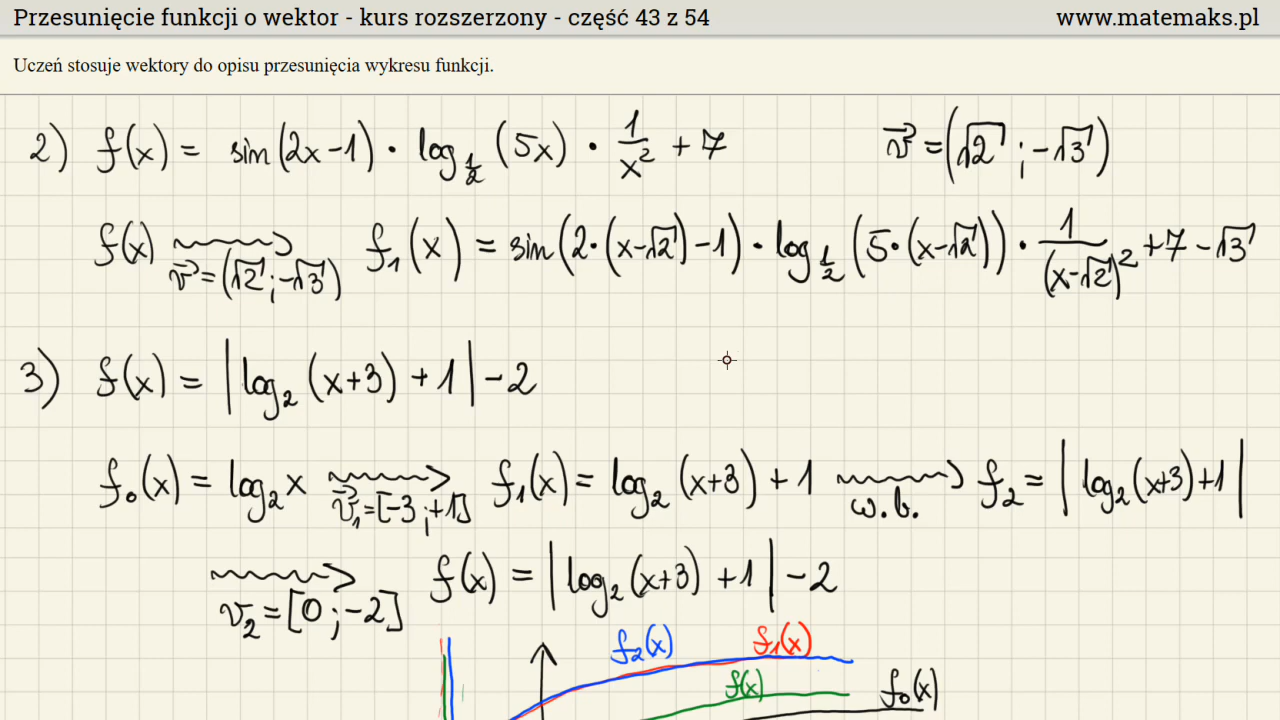 Przesunięcie funkcji o wektor - kurs rozszerzony - część 43 z 54 www.matemaks.pl
Uczeń stosuje wektory do opisu przesunięcia wykresu funkcji.
2) f(x) = sin(2x-1) · log_{1/2}(5x) · 1/x² + 7 v⃗ = (√2 ; -√3)
f(x) ⇝ f₁(x) = sin(2·(x-√2)-1) · log_{1/2}(5·(x-√2)) · 1/(x-√2)² + 7 - √3
v⃗ = (√2 ; -√3)
3) f(x) = |log₂(x+3) + 1| - 2
f₀(x) = log₂x ⇝ f₁(x) = log₂(x+3) + 1 ⇝ f₂ = |log₂(x+3)+1|
v⃗₁ = [-3 ; +1] w.b.
⇝ f(x) = |log₂(x+3) + 1| - 2
v₂ = [0 ; -2]
f₂(x) f₁(x)
f(x) f₀(x)